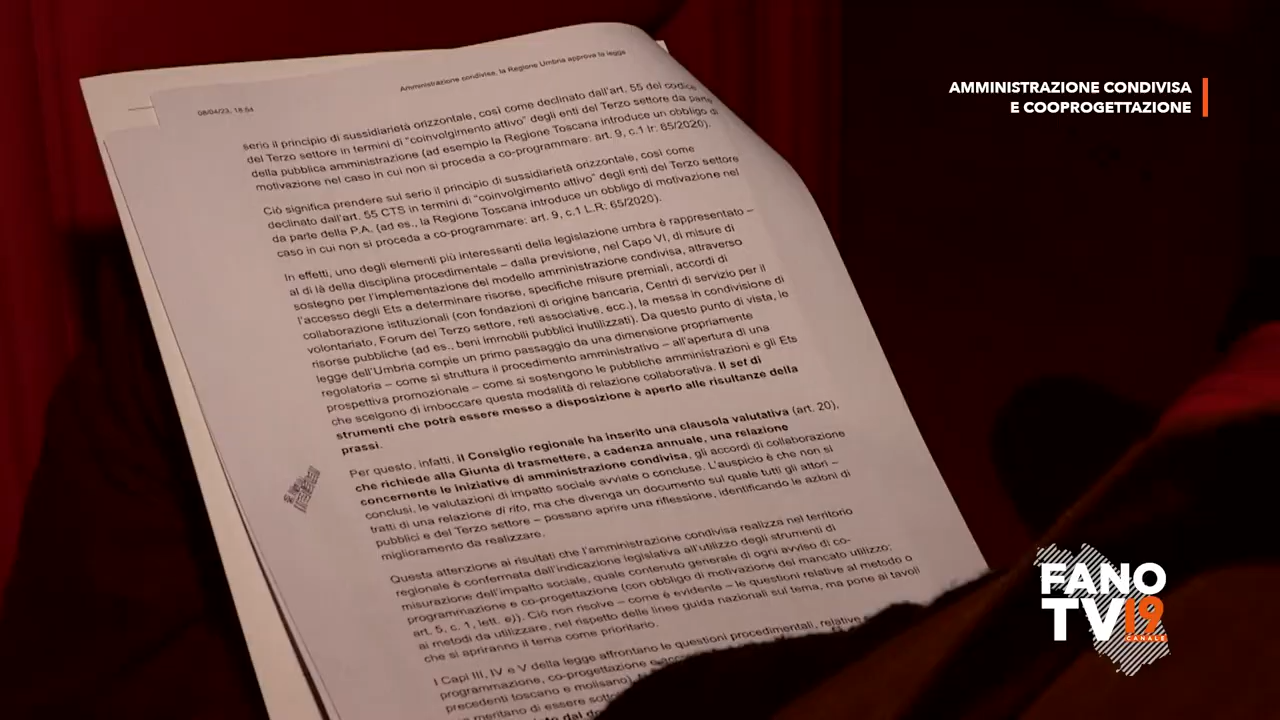 AMMINISTRAZIONE CONDIVISA
E COOPROGETTAZIONE
08/04/23, 18:54
Amministrazione condivisa, la Regione Umbria approva la legge
serio il principio di sussidiarietà orizzontale, così come declinato dall'art. 55 del codice
del Terzo settore in termini di "coinvolgimento attivo" degli enti del Terzo settore da parte
della pubblica amministrazione (ad esempio la Regione Toscana introduce un obbligo di
motivazione nel caso in cui non si proceda a co-programmare: art. 9, c.1 lr: 65/2020).
Ciò significa prendere sul serio il principio di sussidiarietà orizzontale, così come
declinato dall'art. 55 CTS in termini di "coinvolgimento attivo" degli enti del Terzo settore
da parte della P.A. (ad es., la Regione Toscana introduce un obbligo di motivazione nel
caso in cui non si proceda a co-programmare: art. 9, c.1 L.R: 65/2020).
In effetti, uno degli elementi più interessanti della legislazione umbra è rappresentato –
al di là della disciplina procedimentale – dalla previsione, nel Capo VI, di misure di
sostegno per l'implementazione del modello amministrazione condivisa, attraverso
l'accesso degli Ets a determinare risorse, specifiche misure premiali, accordi di
collaborazione istituzionali (con fondazioni di origine bancaria, Centri di servizio per il
volontariato, Forum del Terzo settore, reti associative, ecc.), la messa in condivisione di
risorse pubbliche (ad es., beni immobili pubblici inutilizzati). Da questo punto di vista, le
legge dell'Umbria compie un primo passaggio da una dimensione propriamente
regolatoria – come si struttura il procedimento amministrativo – all'apertura di una
prospettiva promozionale – come si sostengono le pubbliche amministrazioni e gli Ets
che scelgono di imboccare questa modalità di relazione collaborativa. Il set di
strumenti che potrà essere messo a disposizione è aperto alle risultanze della
prassi.
Per questo, infatti, il Consiglio regionale ha inserito una clausola valutativa (art. 20),
che richiede alla Giunta di trasmettere, a cadenza annuale, una relazione
concernente le iniziative di amministrazione condivisa, gli accordi di collaborazione
conclusi, le valutazioni di impatto sociale avviate o concluse. L'auspicio è che non si
tratti di una relazione di rito, ma che divenga un documento sul quale tutti gli attori –
pubblici e del Terzo settore – possano aprire una riflessione, identificando le azioni di
miglioramento da realizzare.
Questa attenzione ai risultati che l'amministrazione condivisa realizza nel territorio
regionale è confermata dall'indicazione legislativa all'utilizzo degli strumenti di
misurazione dell'impatto sociale, quale contenuto generale di ogni avviso di co-
programmazione e co-progettazione (con obbligo di motivazione del mancato utilizzo:
art. 5, c. 1, lett. e)). Ciò non risolve – come è evidente – le questioni relative al metodo o
ai metodi da utilizzare, nel rispetto delle linee guida nazionali sul tema, ma pone ai tavoli
che si apriranno il tema come prioritario.
I Capi III, IV e V della legge affrontano le questioni procedimentali, relative
programmazione, co-progettazione e
precedenti toscano e molisano),
meritano di essere
dal
FANO
TV19
CANALE